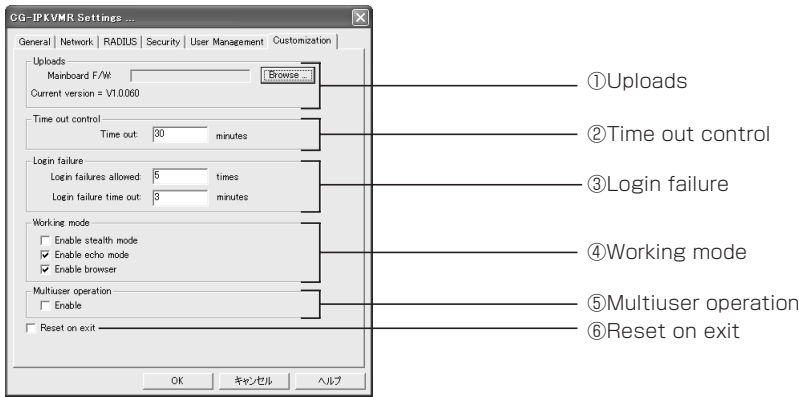 CG-IPKVMR Settings ...
General Network RADIUS Security User Management Customization
Uploads
Mainboard F/W: Browse ...
Current version = V1.0.060
①Uploads
Time out control
Time out: 30 minutes
②Time out control
Login failure
Login failures allowed: 5 times
Login failure time out: 3 minutes
③Login failure
Working mode
Enable stealth mode
Enable echo mode
Enable browser
④Working mode
Multiuser operation
Enable
⑤Multiuser operation
Reset on exit
⑥Reset on exit
OK キャンセル ヘルプ